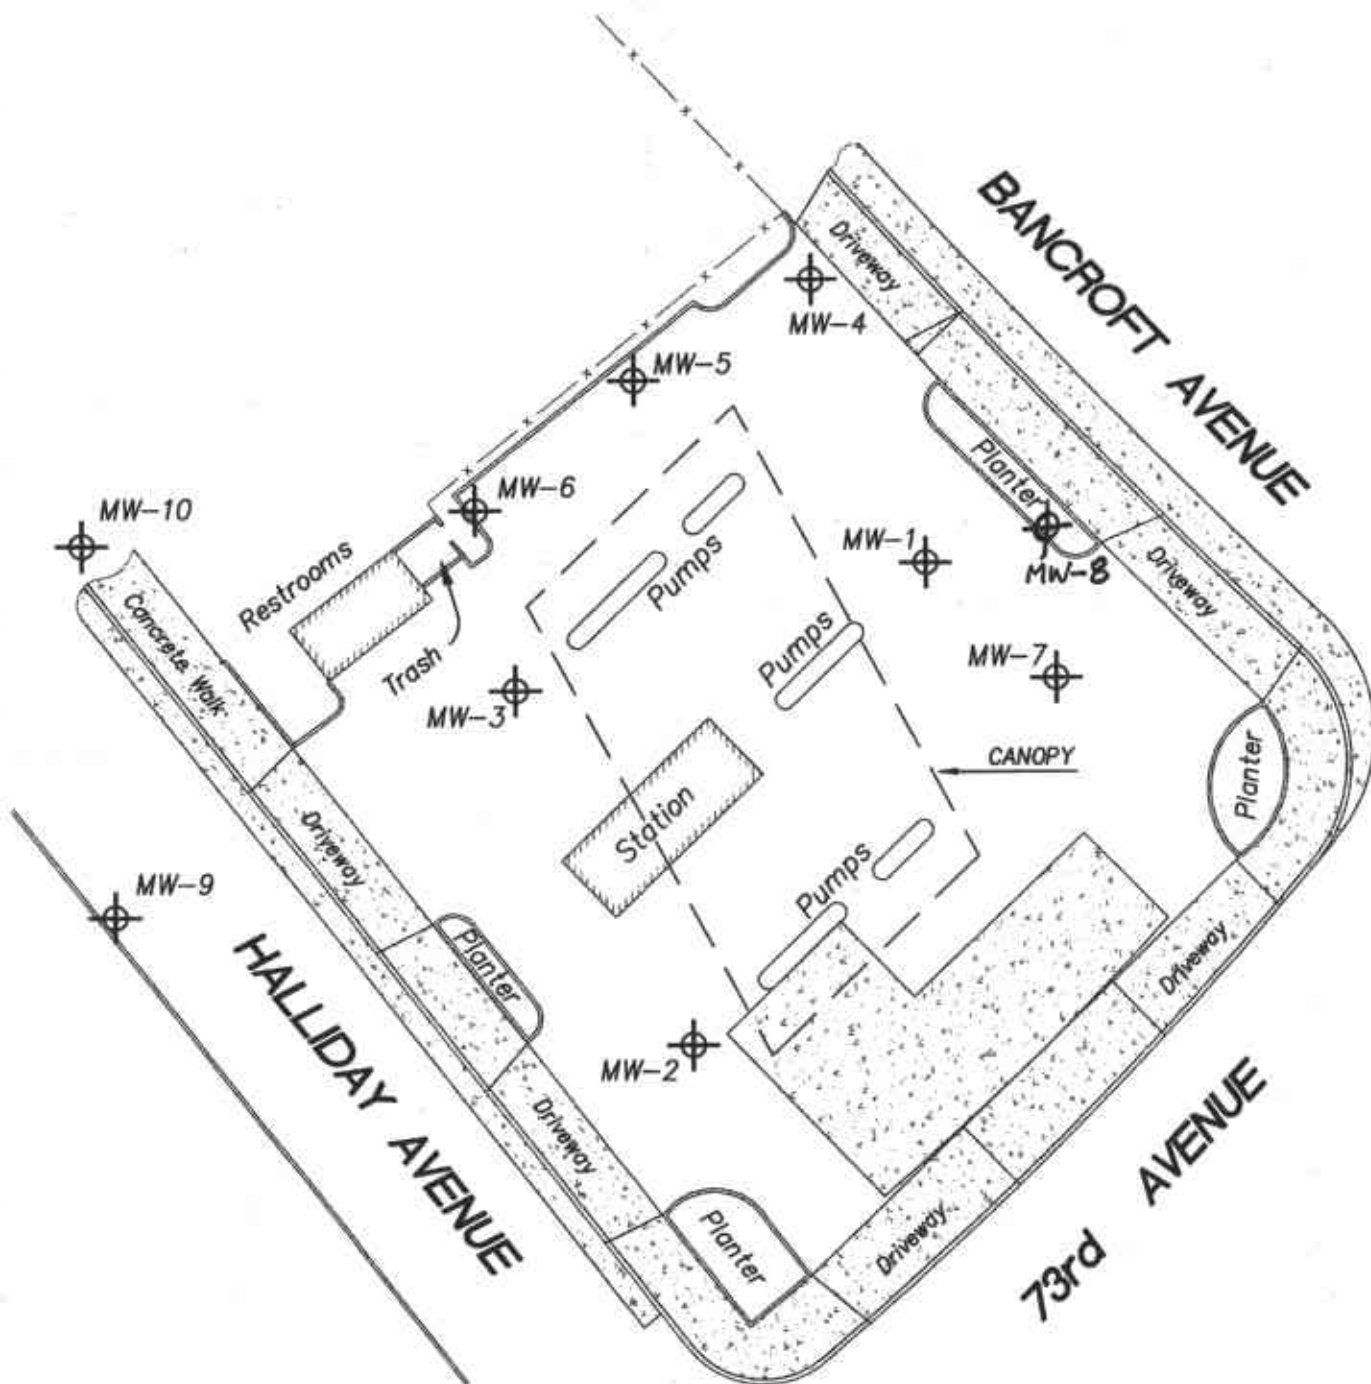 BANCROFT AVENUE
Driveway
MW-4
MW-5
Planter
MW-6
MW-10
MW-1
MW-8
Driveway
Restrooms
Pumps
Concrete Walk
Trash
Pumps
MW-7
MW-3
CANOPY
Planter
Station
Driveway
Pumps
MW-9
Planter
Driveway
HALLIDAY AVENUE
MW-2
Driveway
Planter
Driveway
73rd AVENUE